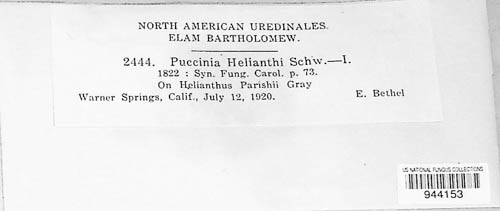 NORTH AMERICAN UREDINALES.
ELAM BARTHOLOMEW.
2444. Puccinia Helianthi Schw.—I.
1822 : Syn. Fung. Carol. p. 73.
On Helianthus Parishii Gray
Warner Springs, Calif., July 12, 1920. E. Bethel
US NATIONAL FUNGUS COLLECTIONS
944153